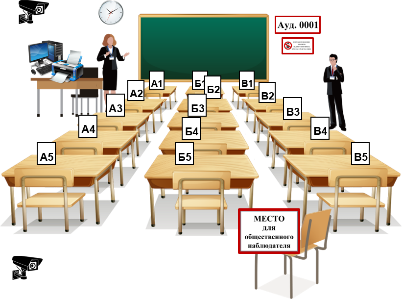 Ауд. 0001
А1
Б1
В1
А2
Б2
В2
А3
Б3
В3
А4
Б4
В4
А5
Б5
В5
МЕСТО
для
общественного
наблюдателя